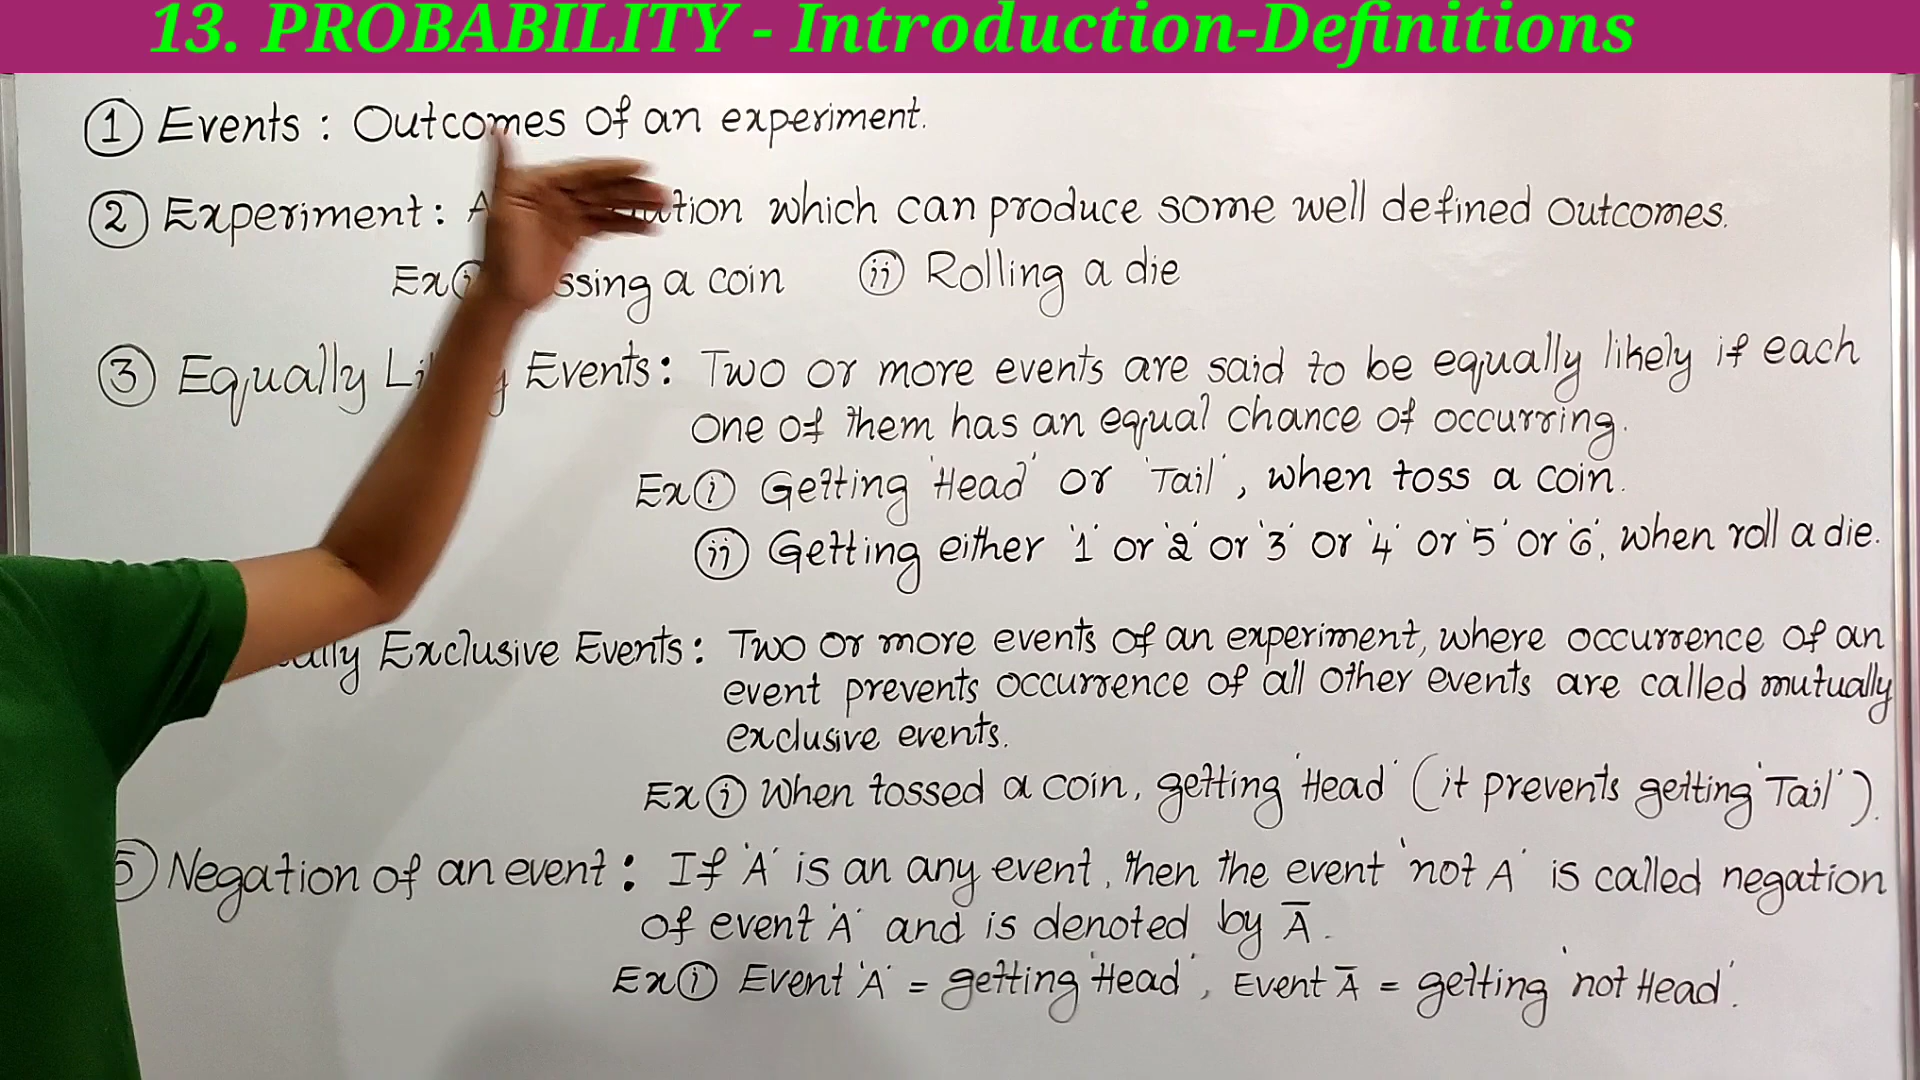 13. PROBABILITY - Introduction-Definitions
① Events : Outcomes of an experiment.
② Experiment : A which can produce some well defined outcomes.
Ex ⓘ a coin ⓘⓘ Rolling a die
③ Equally Events : Two or more events are said to be equally likely if each
one of them has an equal chance of occurring.
Ex ⓘ Getting 'Head' or 'Tail', when toss a coin.
ⓘⓘ Getting either '1' or '2' or '3' or '4' or '5' or '6', when roll a die.
Exclusive Events : Two or more events of an experiment, where occurrence of an
event prevents occurrence of all other events are called mutually
exclusive events.
Ex ⓘ When tossed a coin, getting 'Head' (it prevents getting 'Tail').
⑤ Negation of an event : If 'A' is an any event, then the event 'not A' is called negation
of event 'A' and is denoted by A̅.
Ex ⓘ Event 'A' = getting 'Head', Event A̅ = getting 'not Head'.